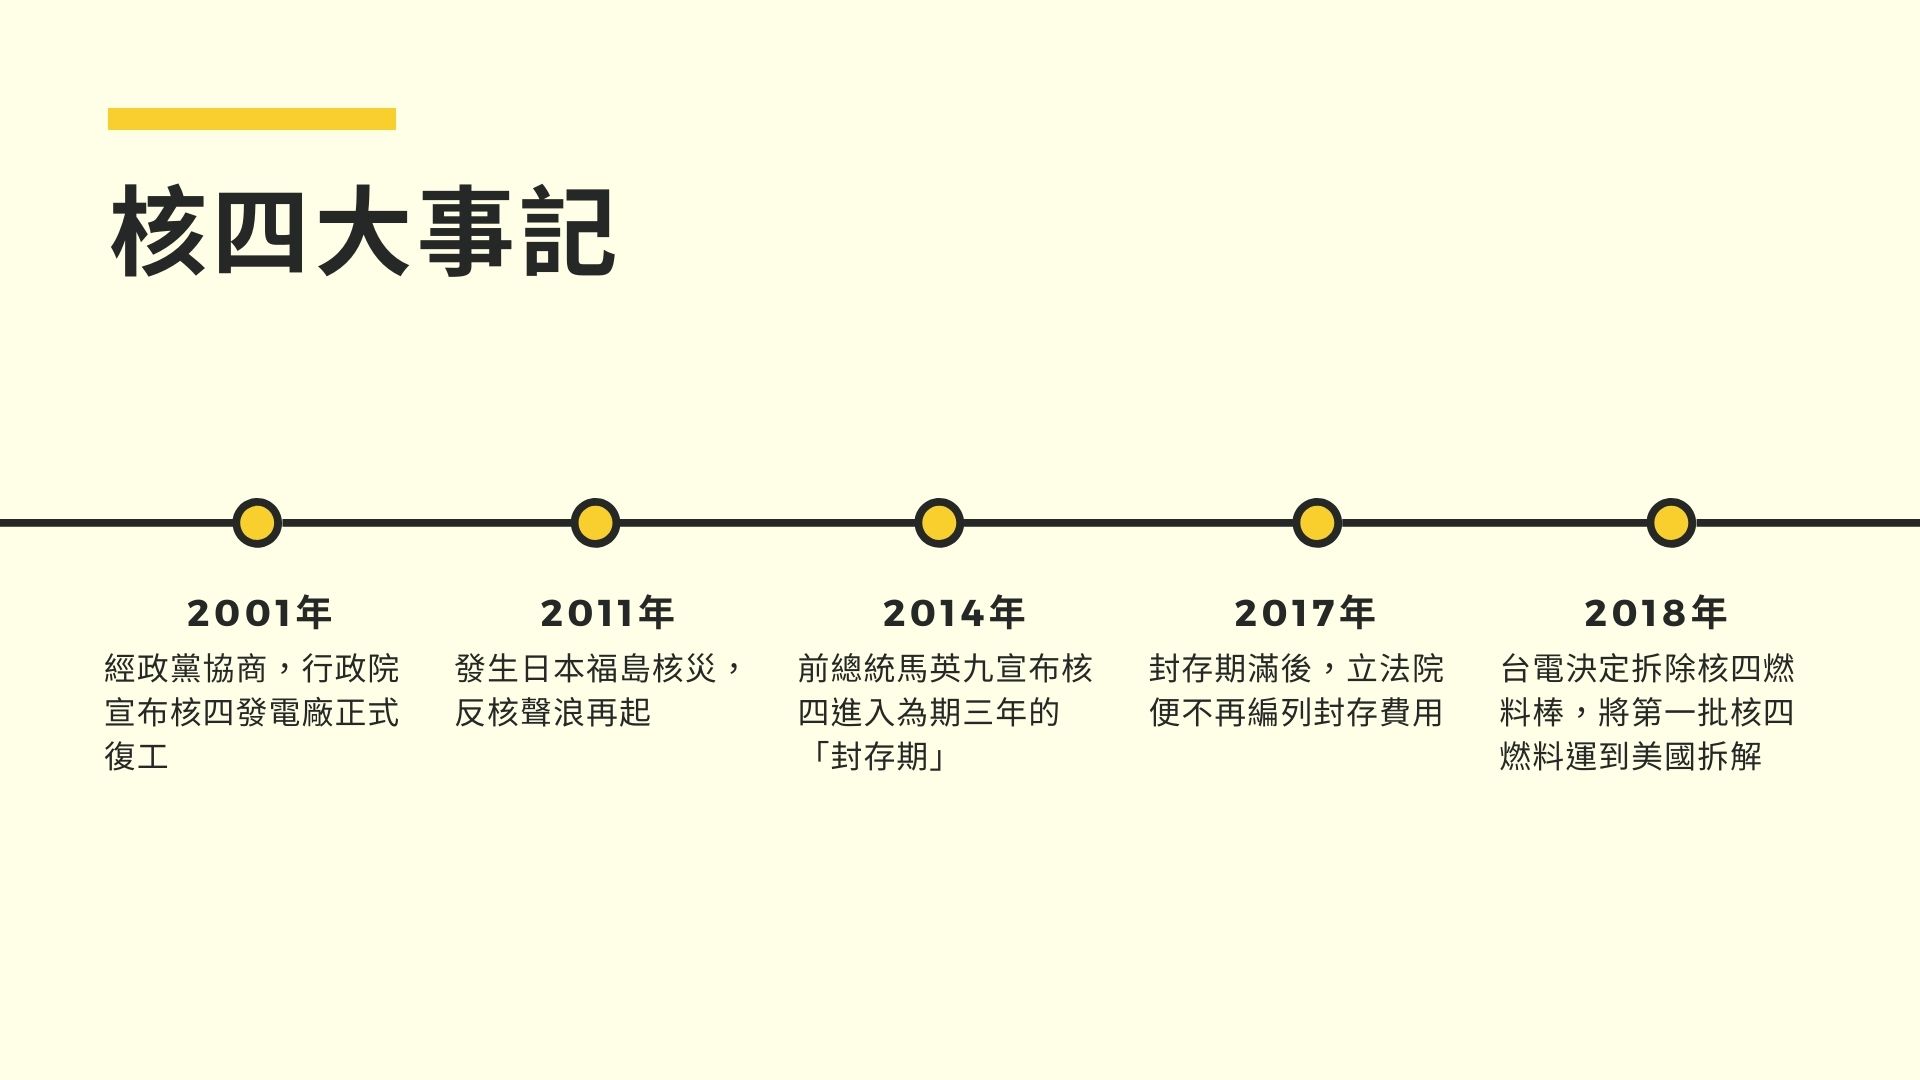 核四大事記
2001年
經政黨協商，行政院
宣布核四發電廠正式
復工
2011年
發生日本福島核災，
反核聲浪再起
2014年
前總統馬英九宣布核
四進入為期三年的
「封存期」
2017年
封存期滿後，立法院
便不再編列封存費用
2018年
台電決定拆除核四燃
料棒，將第一批核四
燃料運到美國拆解